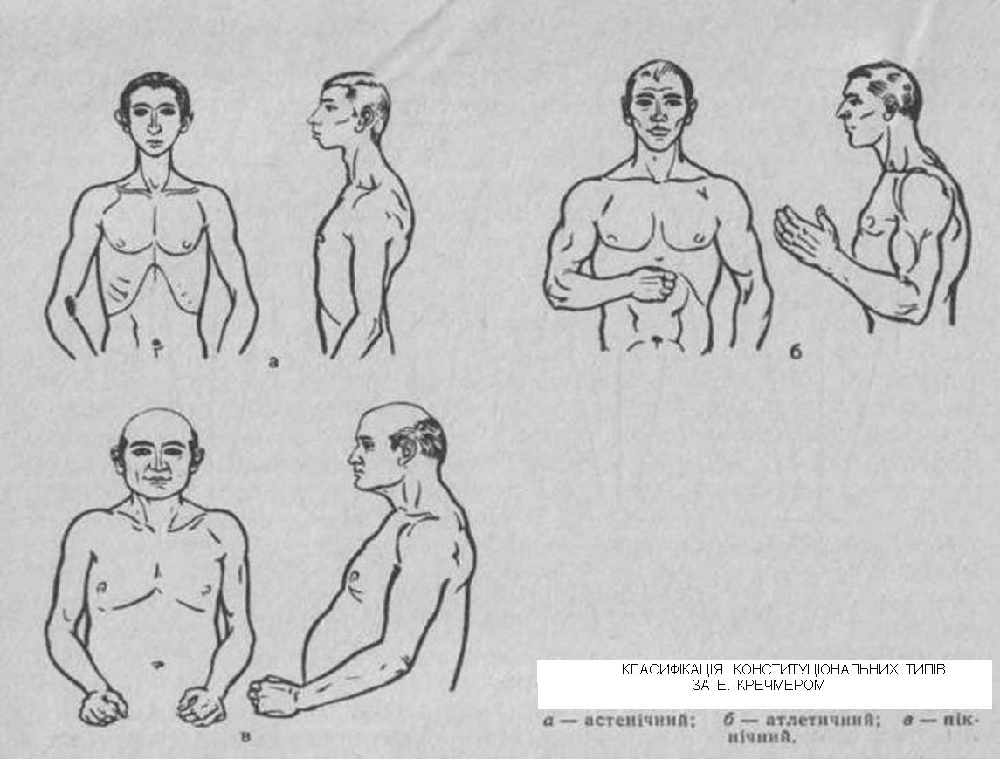 а
б
в
КЛАСИФІКАЦІЯ КОНСТИТУЦІОНАЛЬНИХ ТИПІВ
ЗА Е. КРЕЧМЕРОМ
а — астенічний; б — атлетичний; в — пік-
нічний.